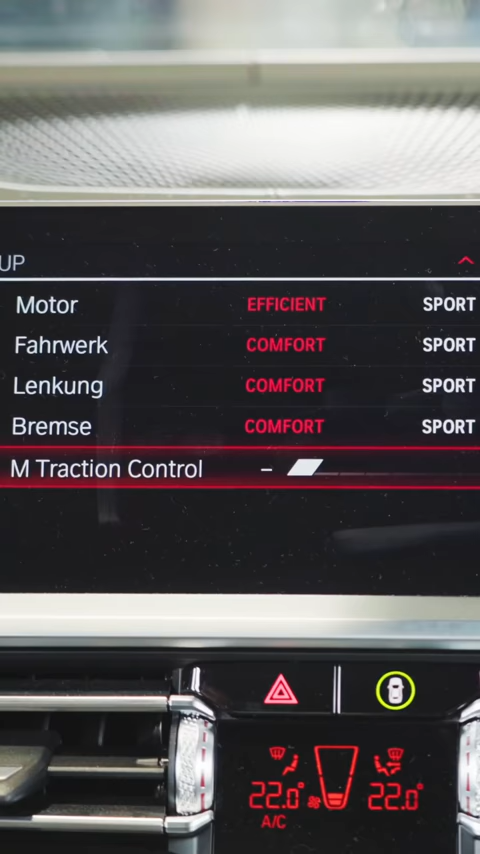 UP
Motor EFFICIENT SPORT
Fahrwerk COMFORT SPORT
Lenkung COMFORT SPORT
Bremse COMFORT SPORT
M Traction Control –
22.0° 22.0°
A/C